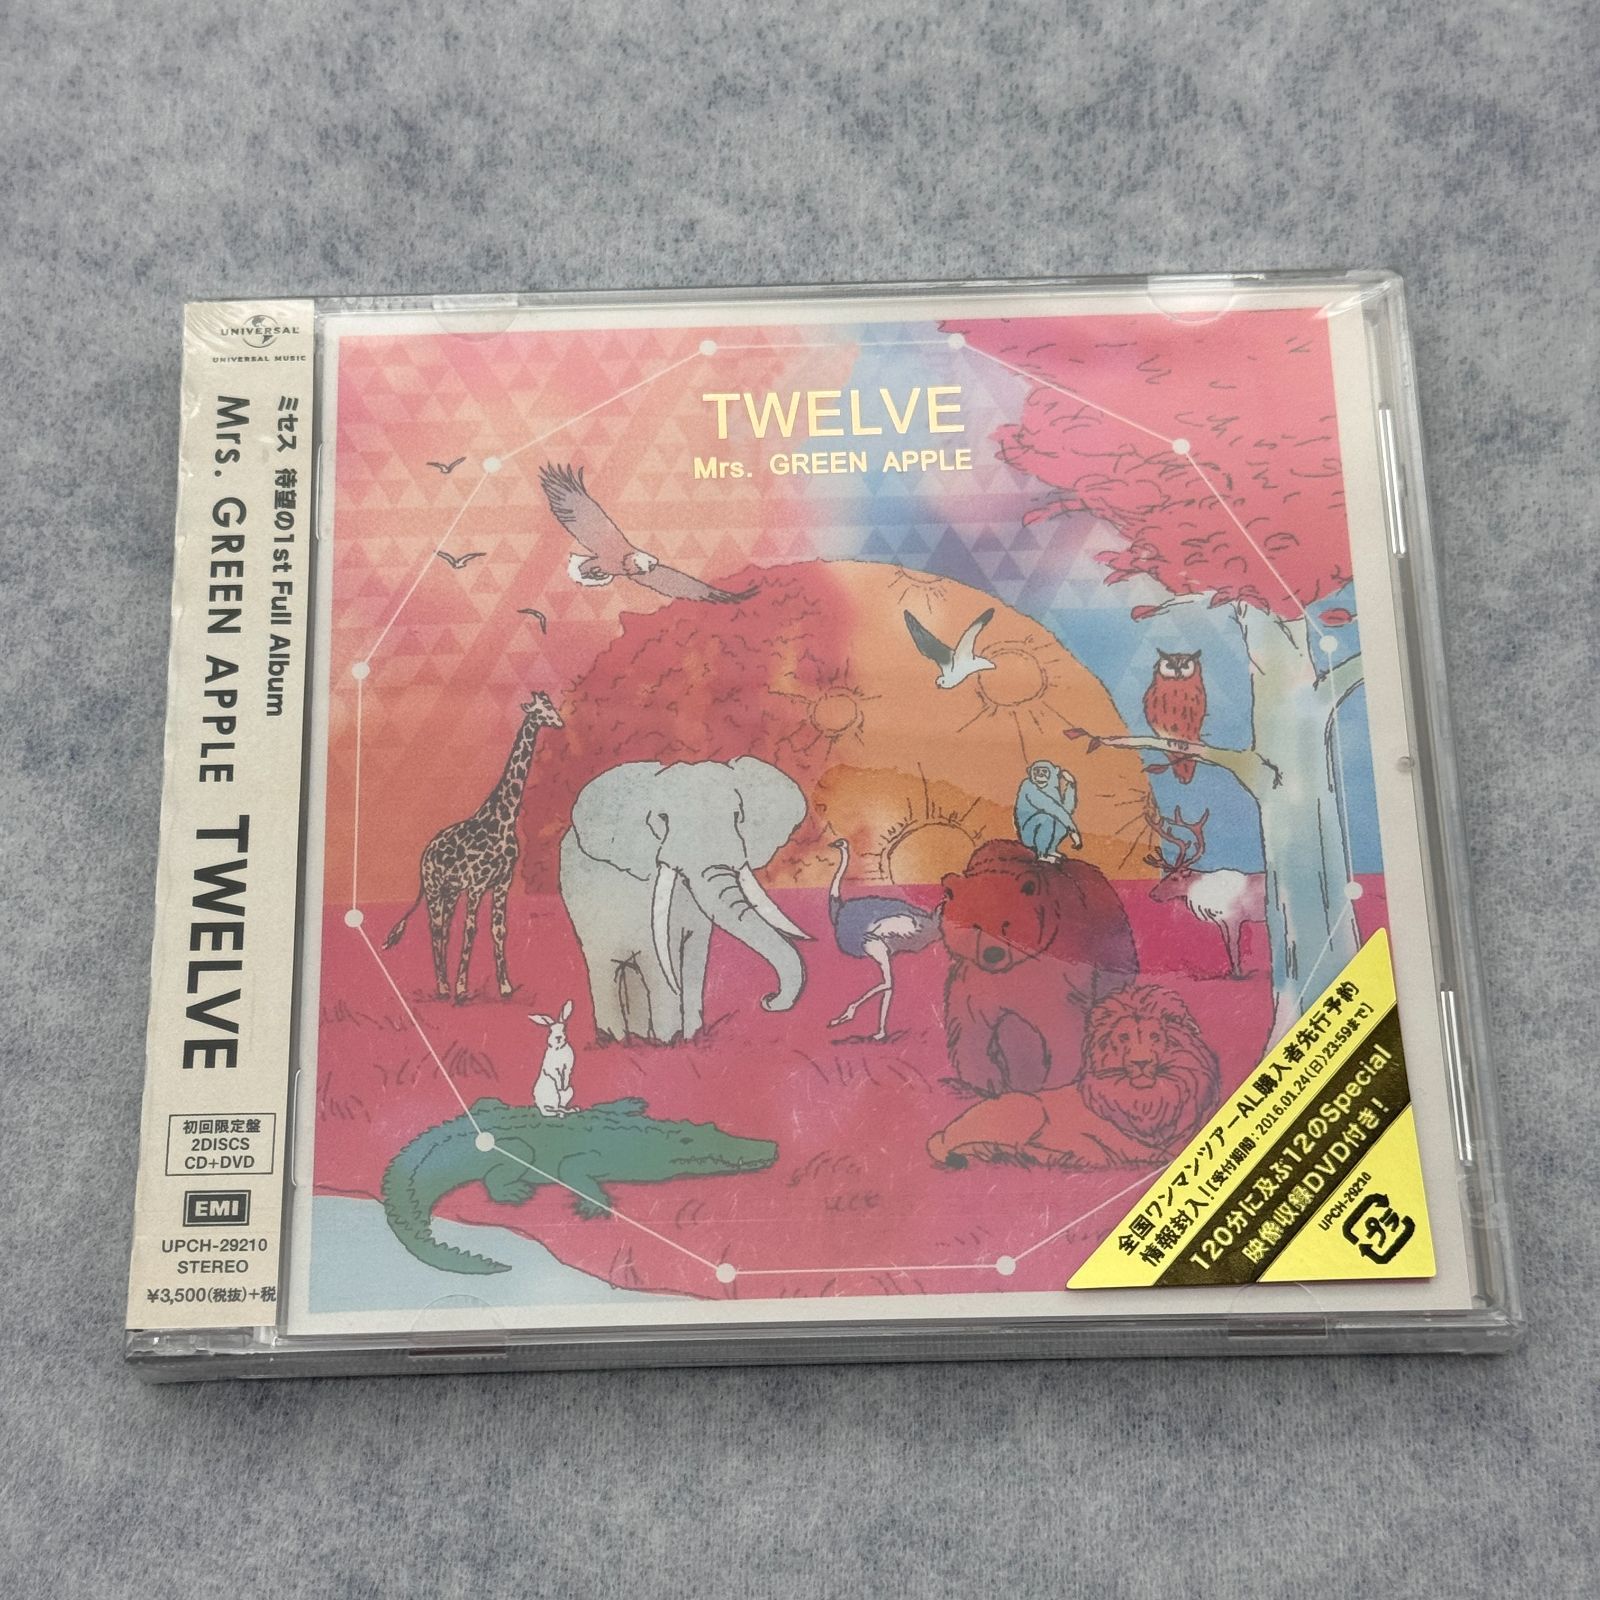 UNIVERSAL
UNIVERSAL MUSIC
ミセス 待望の1st Full Album
Mrs. GREEN APPLE TWELVE
初回限定盤
2DISCS
CD+DVD
EMI
UPCH-29210
STEREO
¥3,500(税抜)+税
TWELVE
Mrs. GREEN APPLE
全国ワンマンツアーAL購入者先行予約
情報封入！[受付期間：2016.01.24(日)23:59まで]
120分に及ぶ12のSpecial
映像収録DVD付き！
UPCH-29210
プラ